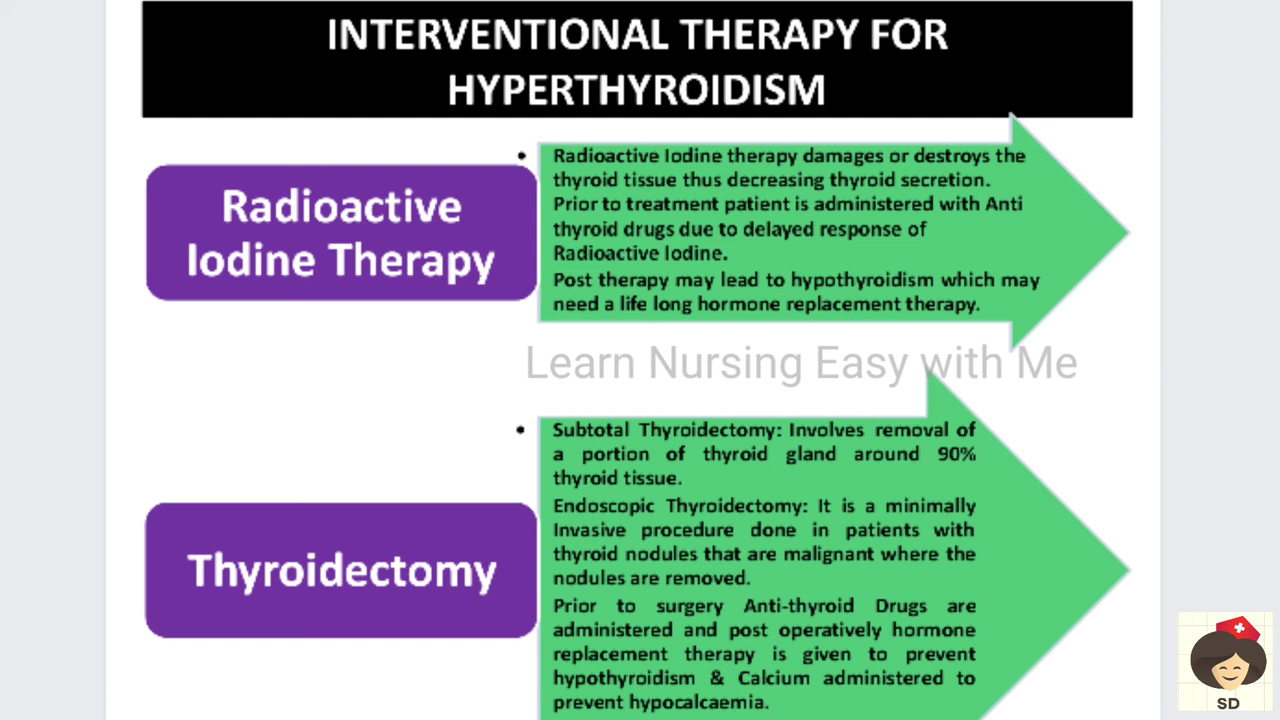 INTERVENTIONAL THERAPY FOR
HYPERTHYROIDISM
Radioactive
Iodine Therapy
• Radioactive Iodine therapy damages or destroys the
thyroid tissue thus decreasing thyroid secretion.
Prior to treatment patient is administered with Anti
thyroid drugs due to delayed response of
Radioactive Iodine.
Post therapy may lead to hypothyroidism which may
need a life long hormone replacement therapy.
Learn Nursing Easy with Me
Thyroidectomy
• Subtotal Thyroidectomy: Involves removal of
a portion of thyroid gland around 90%
thyroid tissue.
Endoscopic Thyroidectomy: It is a minimally
Invasive procedure done in patients with
thyroid nodules that are malignant where the
nodules are removed.
Prior to surgery Anti-thyroid Drugs are
administered and post operatively hormone
replacement therapy is given to prevent
hypothyroidism & Calcium administered to
prevent hypocalcaemia.
SD